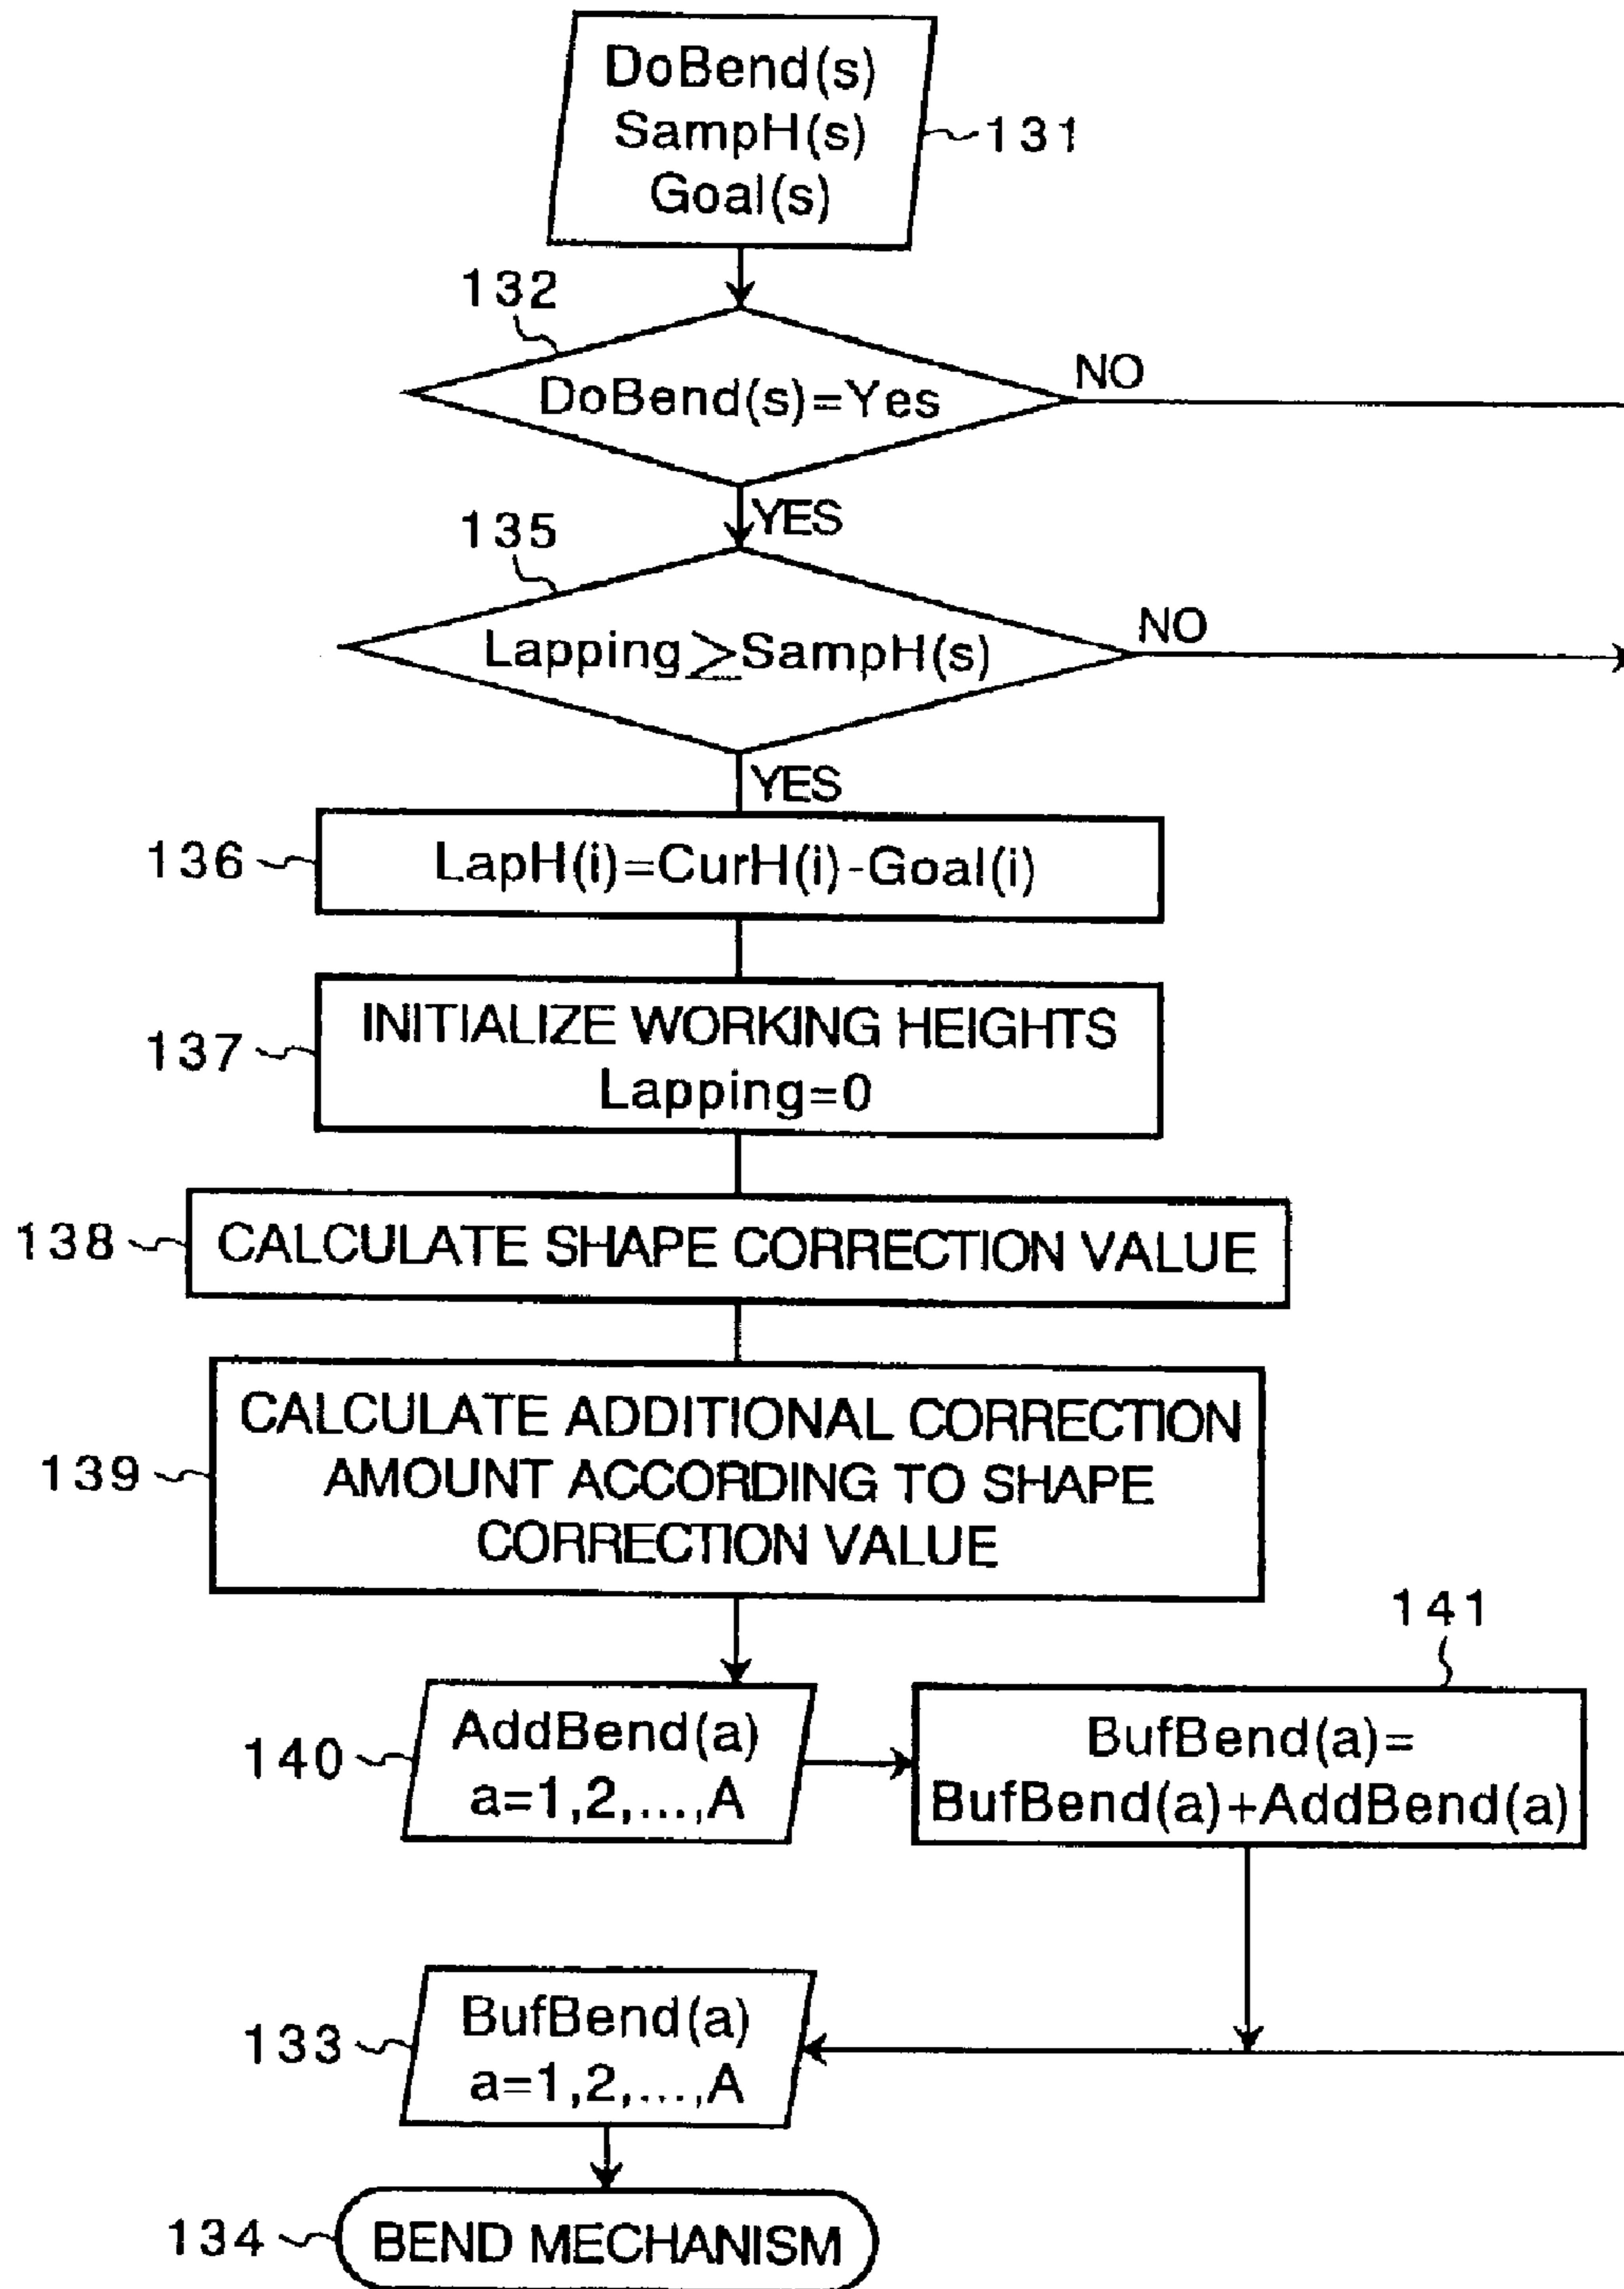 DoBend(s)
SampH(s)
Goal(s)
131
132
DoBend(s)=Yes
NO
YES
135
Lapping≥SampH(s)
NO
YES
136
LapH(i)=CurH(i)-Goal(i)
137
INITIALIZE WORKING HEIGHTS
Lapping=0
138
CALCULATE SHAPE CORRECTION VALUE
139
CALCULATE ADDITIONAL CORRECTION
AMOUNT ACCORDING TO SHAPE
CORRECTION VALUE
140
AddBend(a)
a=1,2,...,A
141
BufBend(a)=
BufBend(a)+AddBend(a)
133
BufBend(a)
a=1,2,...,A
134
BEND MECHANISM